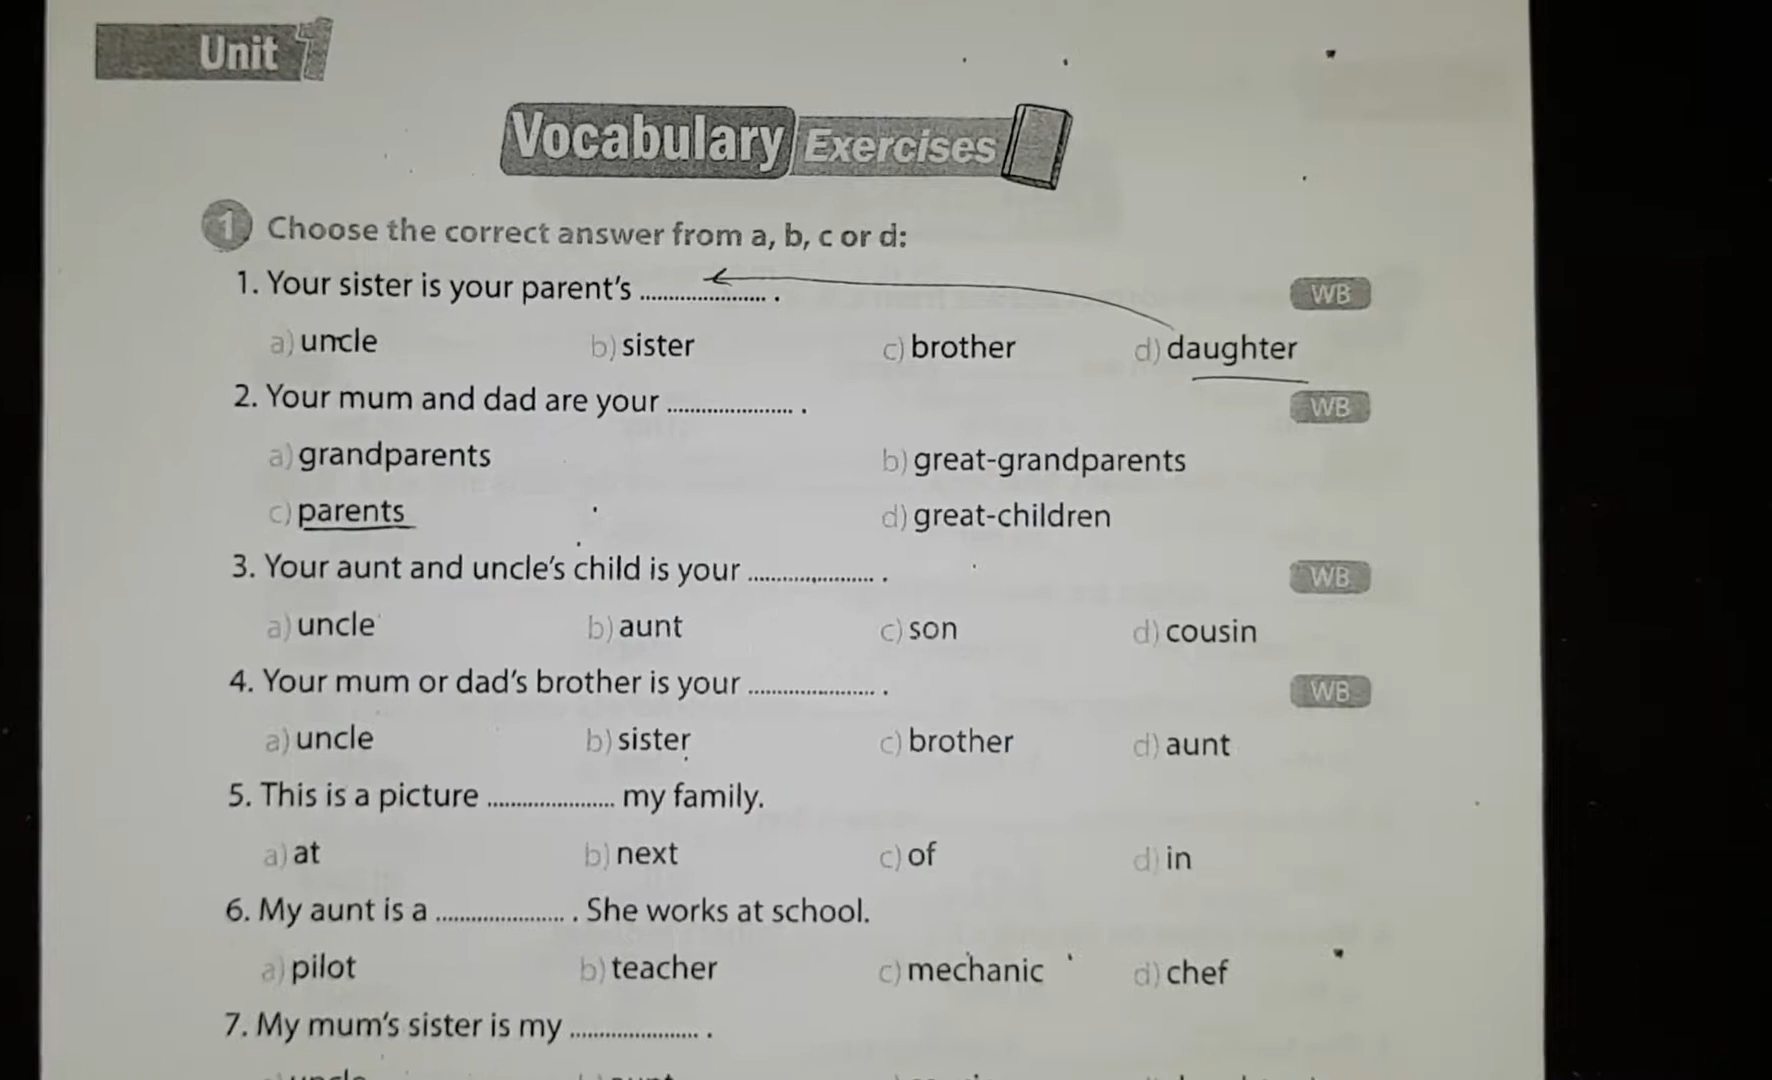 Unit 1
Vocabulary Exercises
1 Choose the correct answer from a, b, c or d:
1. Your sister is your parent's ..................... .
WB
a) uncle b) sister c) brother d) daughter
2. Your mum and dad are your ..................... .
WB
a) grandparents b) great-grandparents
c) parents d) great-children
3. Your aunt and uncle's child is your ..................... .
WB
a) uncle b) aunt c) son d) cousin
4. Your mum or dad's brother is your ..................... .
WB
a) uncle b) sister c) brother d) aunt
5. This is a picture ..................... my family.
a) at b) next c) of d) in
6. My aunt is a ..................... . She works at school.
a) pilot b) teacher c) mechanic d) chef
7. My mum's sister is my ..................... .